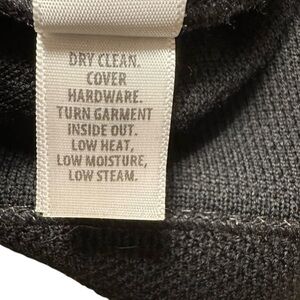 DRY CLEAN.
COVER
HARDWARE.
TURN GARMENT
INSIDE OUT.
LOW HEAT,
LOW MOISTURE,
LOW STEAM.